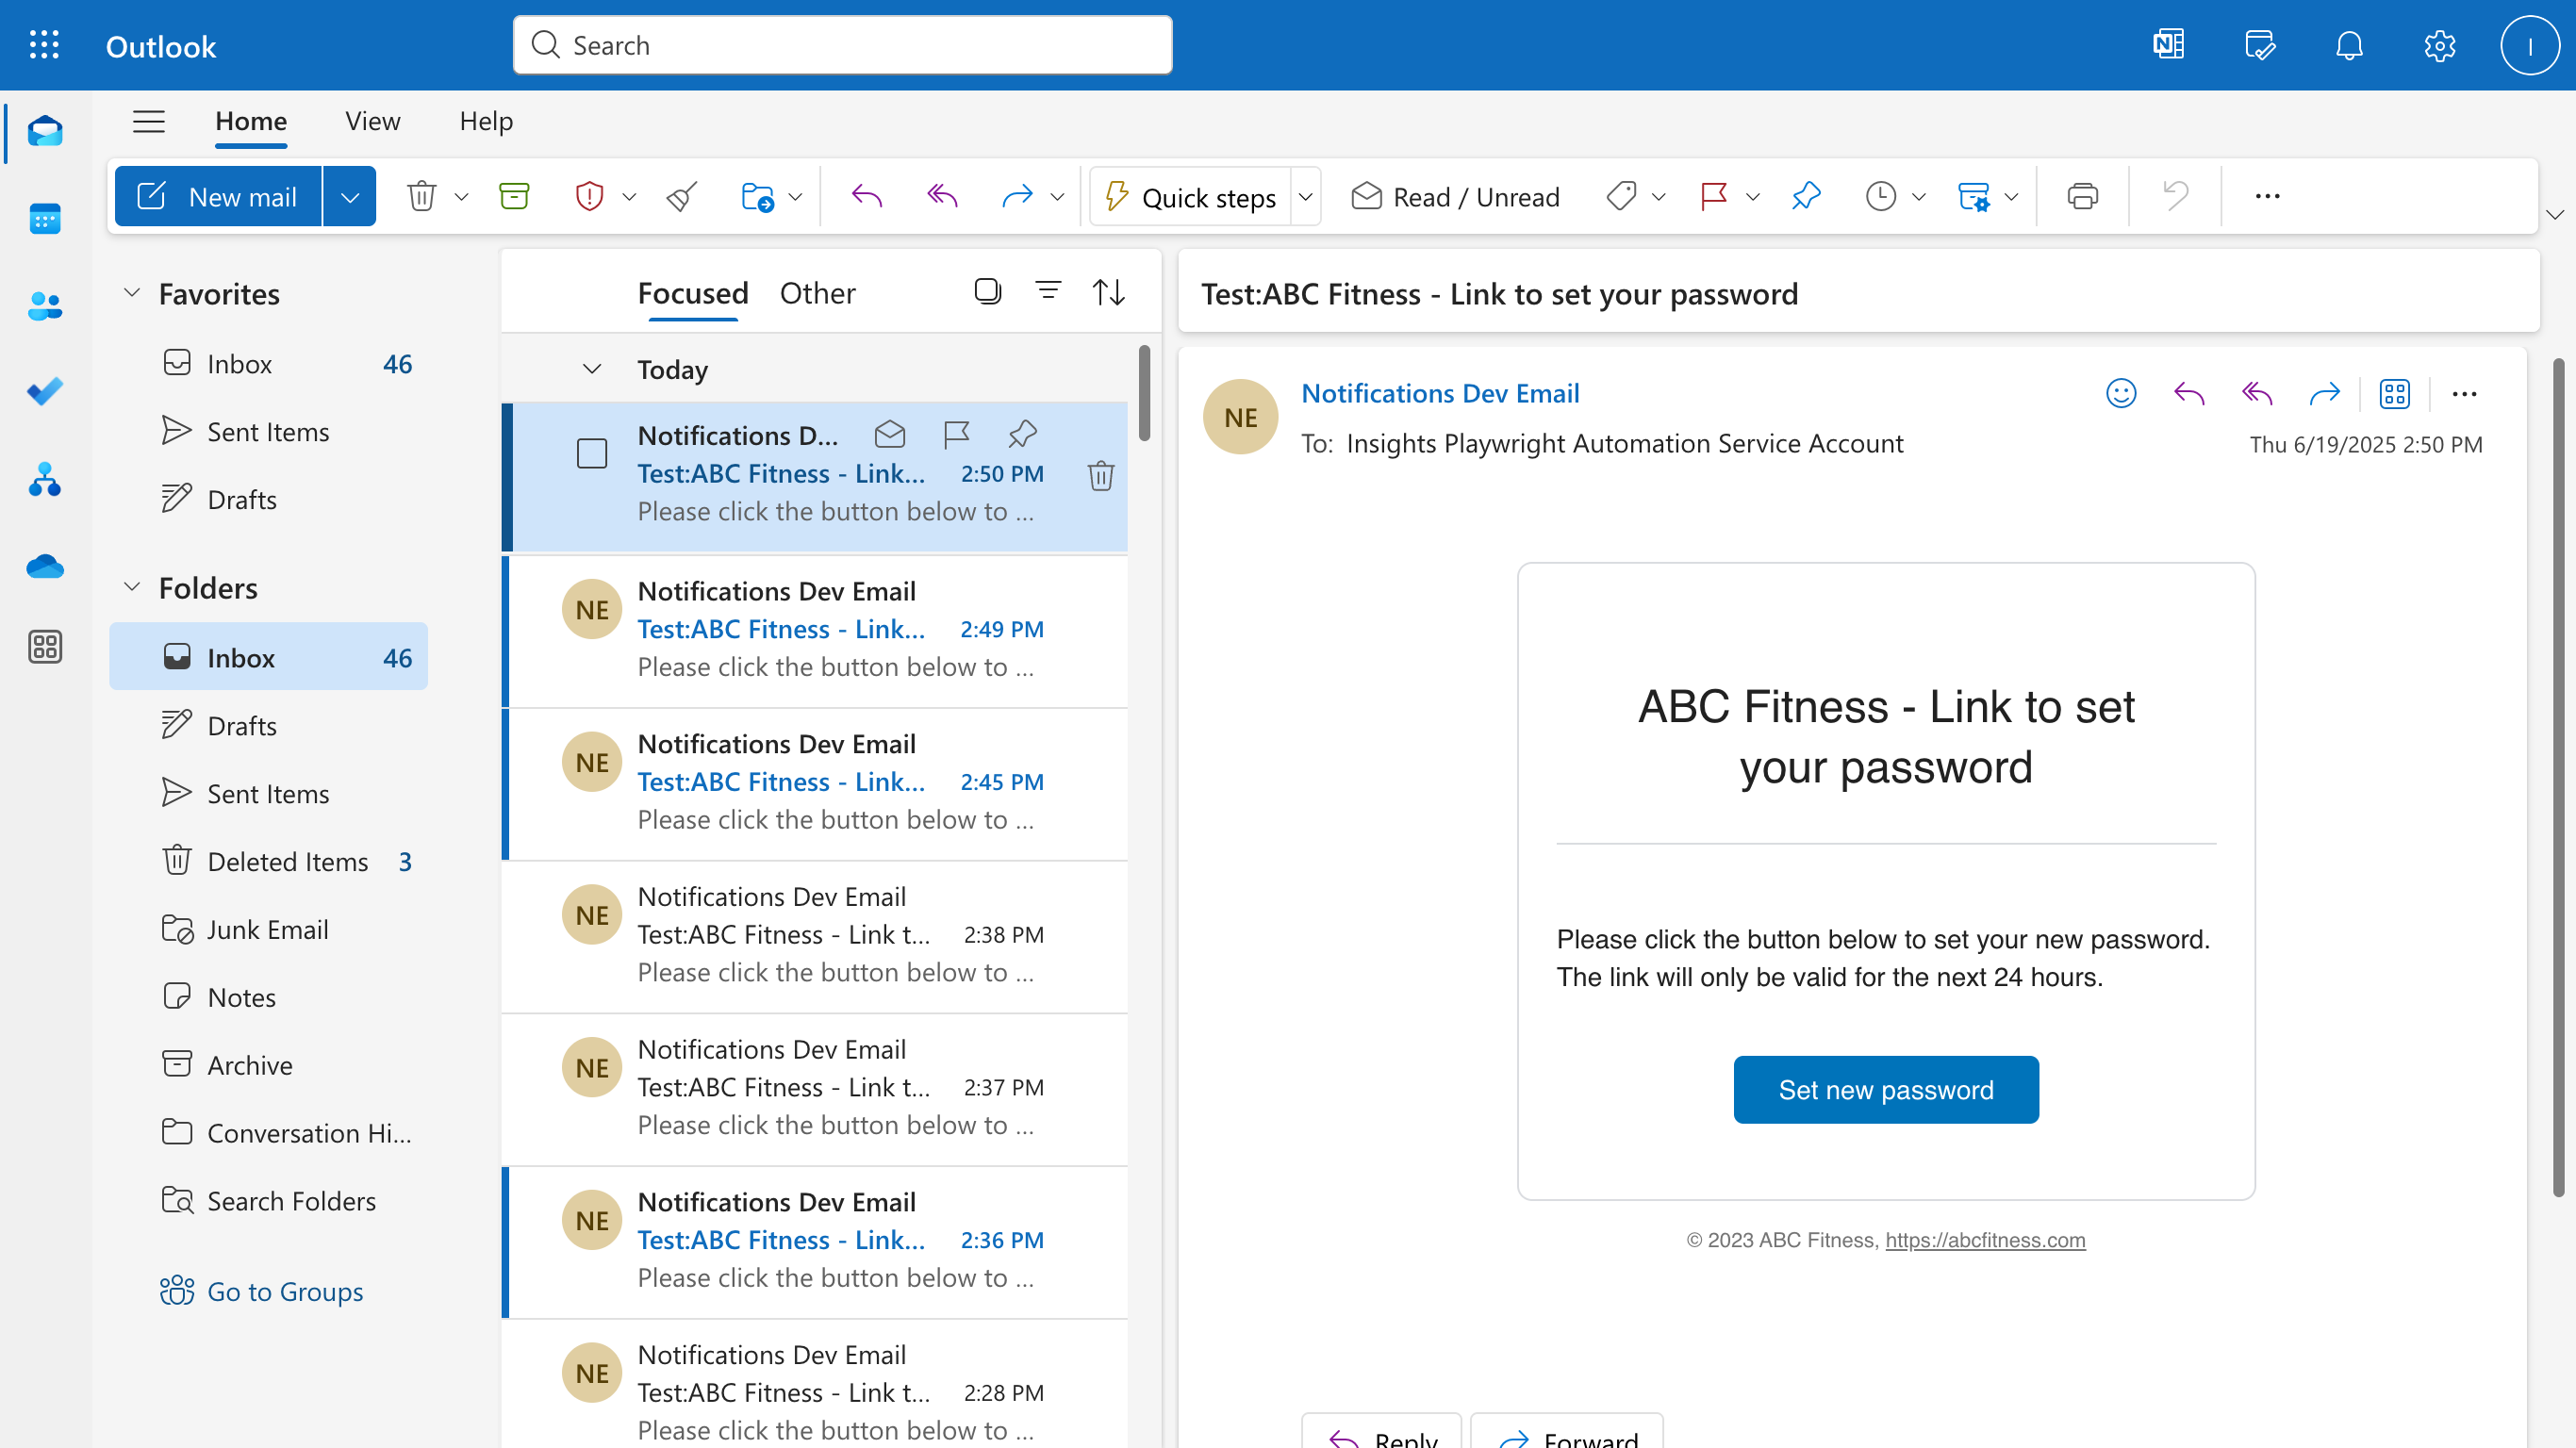 Outlook
Search
I
Home
View
Help
New mail
Quick steps
Read / Unread
Favorites
Inbox 46
Sent Items
Drafts
Folders
Inbox 46
Drafts
Sent Items
Deleted Items 3
Junk Email
Notes
Archive
Conversation Hi...
Search Folders
Go to Groups
Focused
Other
Today
Notifications D...
Test:ABC Fitness - Link... 2:50 PM
Please click the button below to ...
NE
Notifications Dev Email
Test:ABC Fitness - Link... 2:49 PM
Please click the button below to ...
NE
Notifications Dev Email
Test:ABC Fitness - Link... 2:45 PM
Please click the button below to ...
NE
Notifications Dev Email
Test:ABC Fitness - Link t... 2:38 PM
Please click the button below to ...
NE
Notifications Dev Email
Test:ABC Fitness - Link t... 2:37 PM
Please click the button below to ...
NE
Notifications Dev Email
Test:ABC Fitness - Link... 2:36 PM
Please click the button below to ...
NE
Notifications Dev Email
Test:ABC Fitness - Link t... 2:28 PM
Please click the button below to ...
Test:ABC Fitness - Link to set your password
NE
Notifications Dev Email
To: Insights Playwright Automation Service Account
Thu 6/19/2025 2:50 PM
ABC Fitness - Link to set
your password
Please click the button below to set your new password.
The link will only be valid for the next 24 hours.
Set new password
© 2023 ABC Fitness, https://abcfitness.com
Reply
Forward